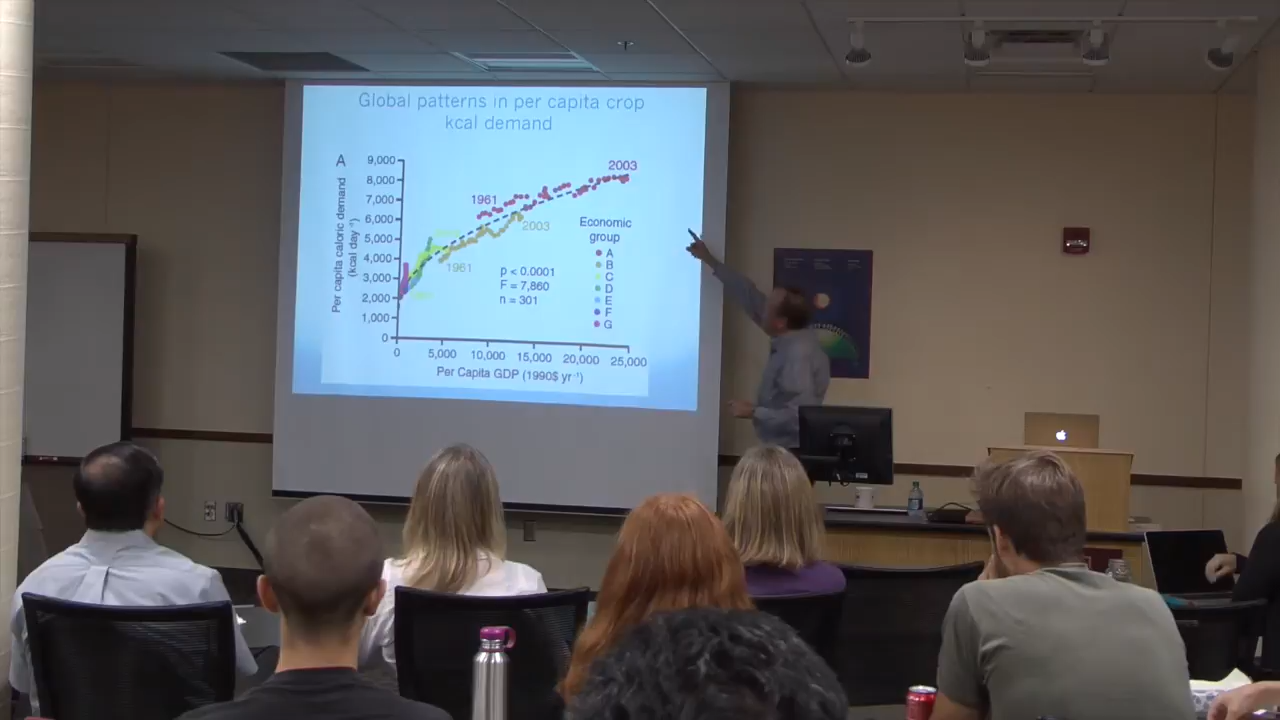 Global patterns in per capita crop
kcal demand
A
9,000
8,000
7,000
6,000
5,000
4,000
3,000
2,000
1,000
0
Per capita caloric demand
(kcal day⁻¹)
2003
1961
2003
1961
Economic
group
A
B
C
D
E
F
G
p < 0.0001
F = 7,860
n = 301
0
5,000
10,000
15,000
20,000
25,000
Per Capita GDP (1990$ yr⁻¹)